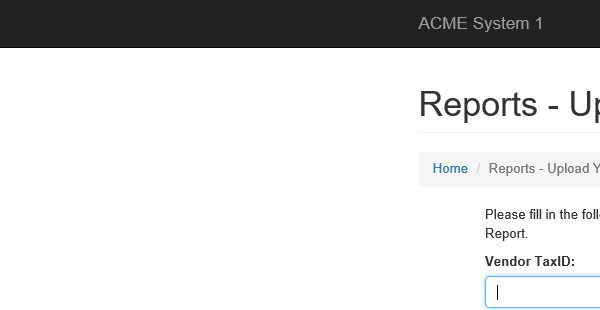 ACME System 1
Reports - Up
Home / Reports - Upload Y
Please fill in the foll
Report.
Vendor TaxID: